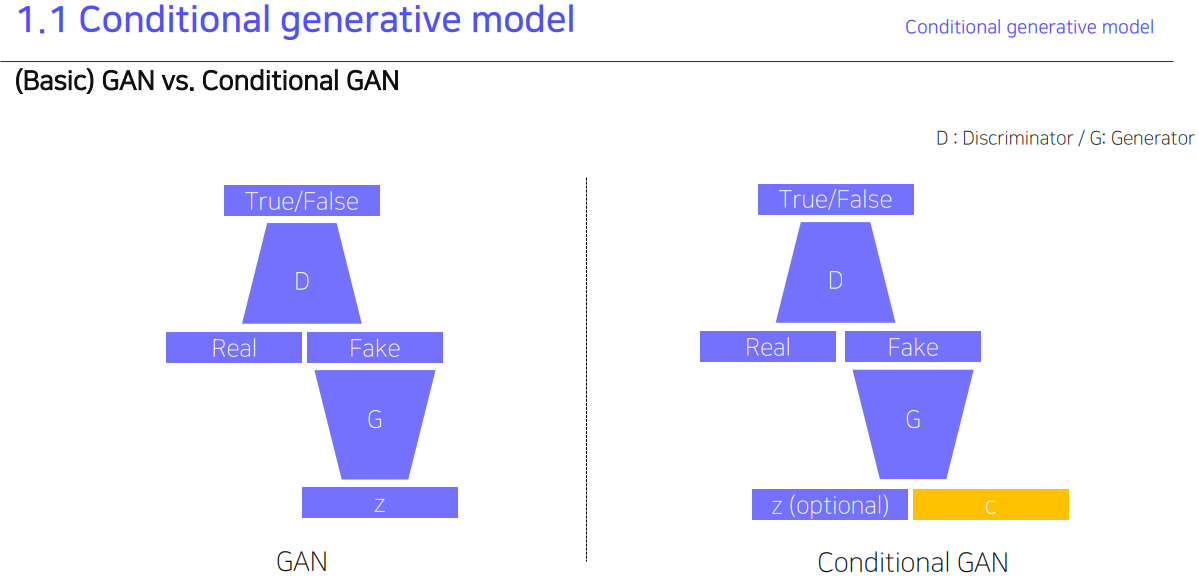 1.1 Conditional generative model
Conditional generative model
(Basic) GAN vs. Conditional GAN
D : Discriminator / G: Generator
True/False
D
Real
Fake
G
z
GAN
True/False
D
Real
Fake
G
z (optional)
c
Conditional GAN